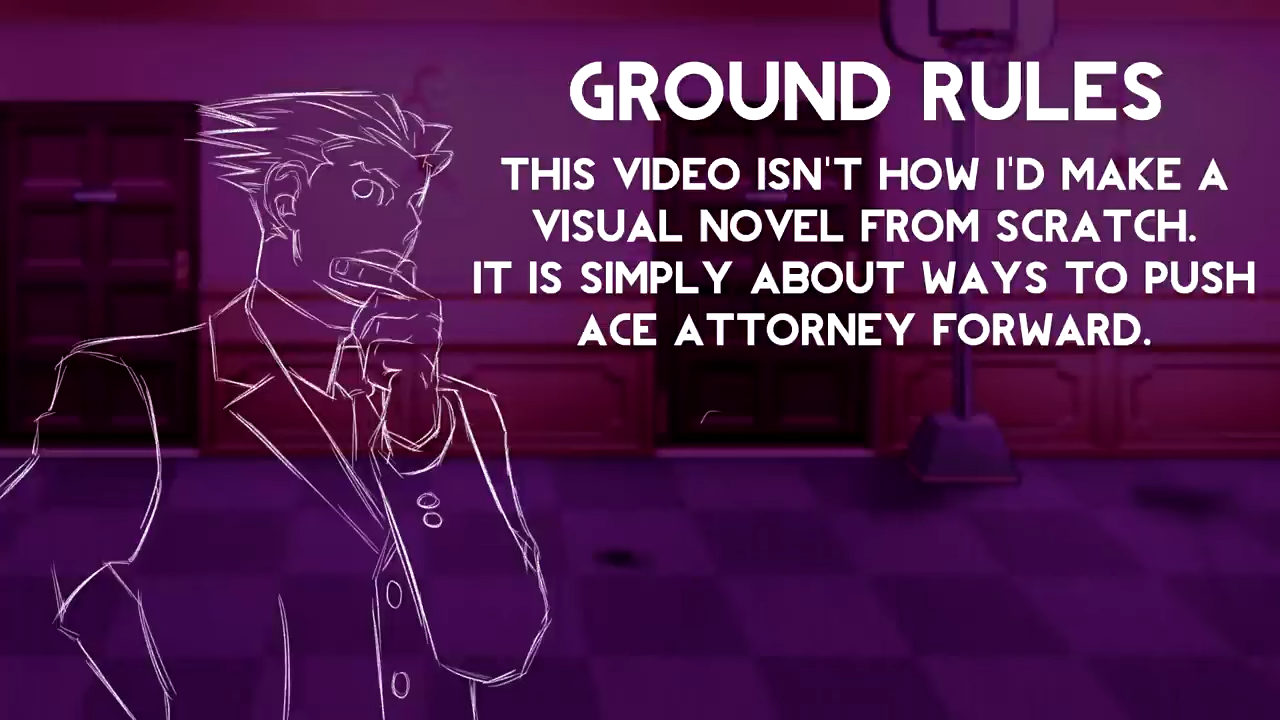 GROUND RULES
THIS VIDEO ISN'T HOW I'D MAKE A
VISUAL NOVEL FROM SCRATCH.
IT IS SIMPLY ABOUT WAYS TO PUSH
ACE ATTORNEY FORWARD.